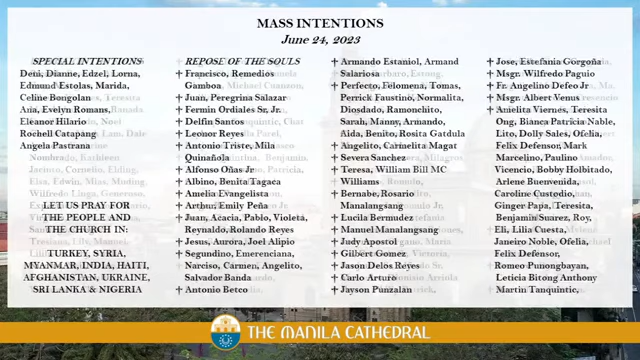 MASS INTENTIONS
June 24, 2023
SPECIAL INTENTIONS
Deni, Dianne, Edzel, Lorna,
Edmund Estolas, Marida,
Celine Bongolan
Ana, Evelyn Romans,
Eleanor Hilario
Rochell Catapang
Angela Pastrana
LET US PRAY FOR
THE PEOPLE AND
THE CHURCH IN:
TURKEY, SYRIA,
MYANMAR, INDIA, HAITI,
AFGHANISTAN, UKRAINE,
SRI LANKA & NIGERIA
REPOSE OF THE SOULS
† Francisco, Remedios
Gamboa
† Juan, Peregrina Salazar
† Fermin Ordiales Sr, Jr.
† Delfin Santos
† Leonor Reyes
† Antonio Triste, Mila
Quinañola
† Alfonso Oñas Jr
† Albino, Benita Tagaca
† Amelia Evangelista
† Arthur, Emily Peña
† Juan, Acacia, Pablo, Violeta,
Reynaldo, Rolando Reyes
† Jesus, Aurora, Joel Alipio
† Segundino, Emerenciana,
Narciso, Carmen, Angelito,
Salvador Banda
† Antonio Betco
† Armando Estaniol, Armand
Salariosa
† Perfecto, Felomena, Tomas,
Perrick Faustino, Normalita,
Diosdado, Ramonchito,
Sarah, Manny, Armando,
Aida, Benito, Rosita Gatdula
† Angelito, Carmelita Magat
† Severa Sanchez
† Teresa, William Bill MC
Williams
† Bernabe, Rosario
Manalangsang
† Lucila Bermudez
† Manuel Manalangsang
† Judy Apostol
† Gilbert Gomez
† Jason Delos Reyes
† Carlo Arturo
† Jayson Punzalan
† Jose, Estefania Gorgoña
† Msgr. Wilfredo Paguio
† Fr. Angelino Defeo Jr
† Msgr. Albert Venus
† Amelita Viernes, Teresita
Ong, Bianca Patricia Nable,
Lito, Dolly Sales, Ofelia,
Felix Defensor, Mark
Marcelino, Paulino
Vicencio, Bobby Holbitado,
Arlene Buenvenida,
Caroline Custodio,
Ginger Papa, Teresita,
Benjamin Suarez, Roy,
Eli, Lilia Cuesta,
Janeiro Noble, Ofelia,
Felix Defensor,
Romeo Punongbayan,
Leticia Bitong Anthony
Martin Tanquintic,
THE MANILA CATHEDRAL